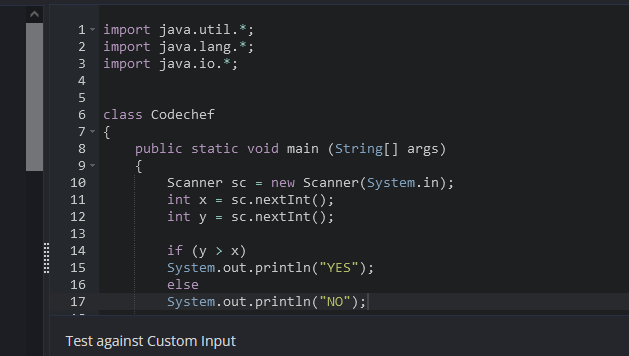 1 import java.util.*;
2 import java.lang.*;
3 import java.io.*;
4
5
6 class Codechef
7 {
8 public static void main (String[] args)
9 {
10 Scanner sc = new Scanner(System.in);
11 int x = sc.nextInt();
12 int y = sc.nextInt();
13
14 if (y > x)
15 System.out.println("YES");
16 else
17 System.out.println("NO");
Test against Custom Input